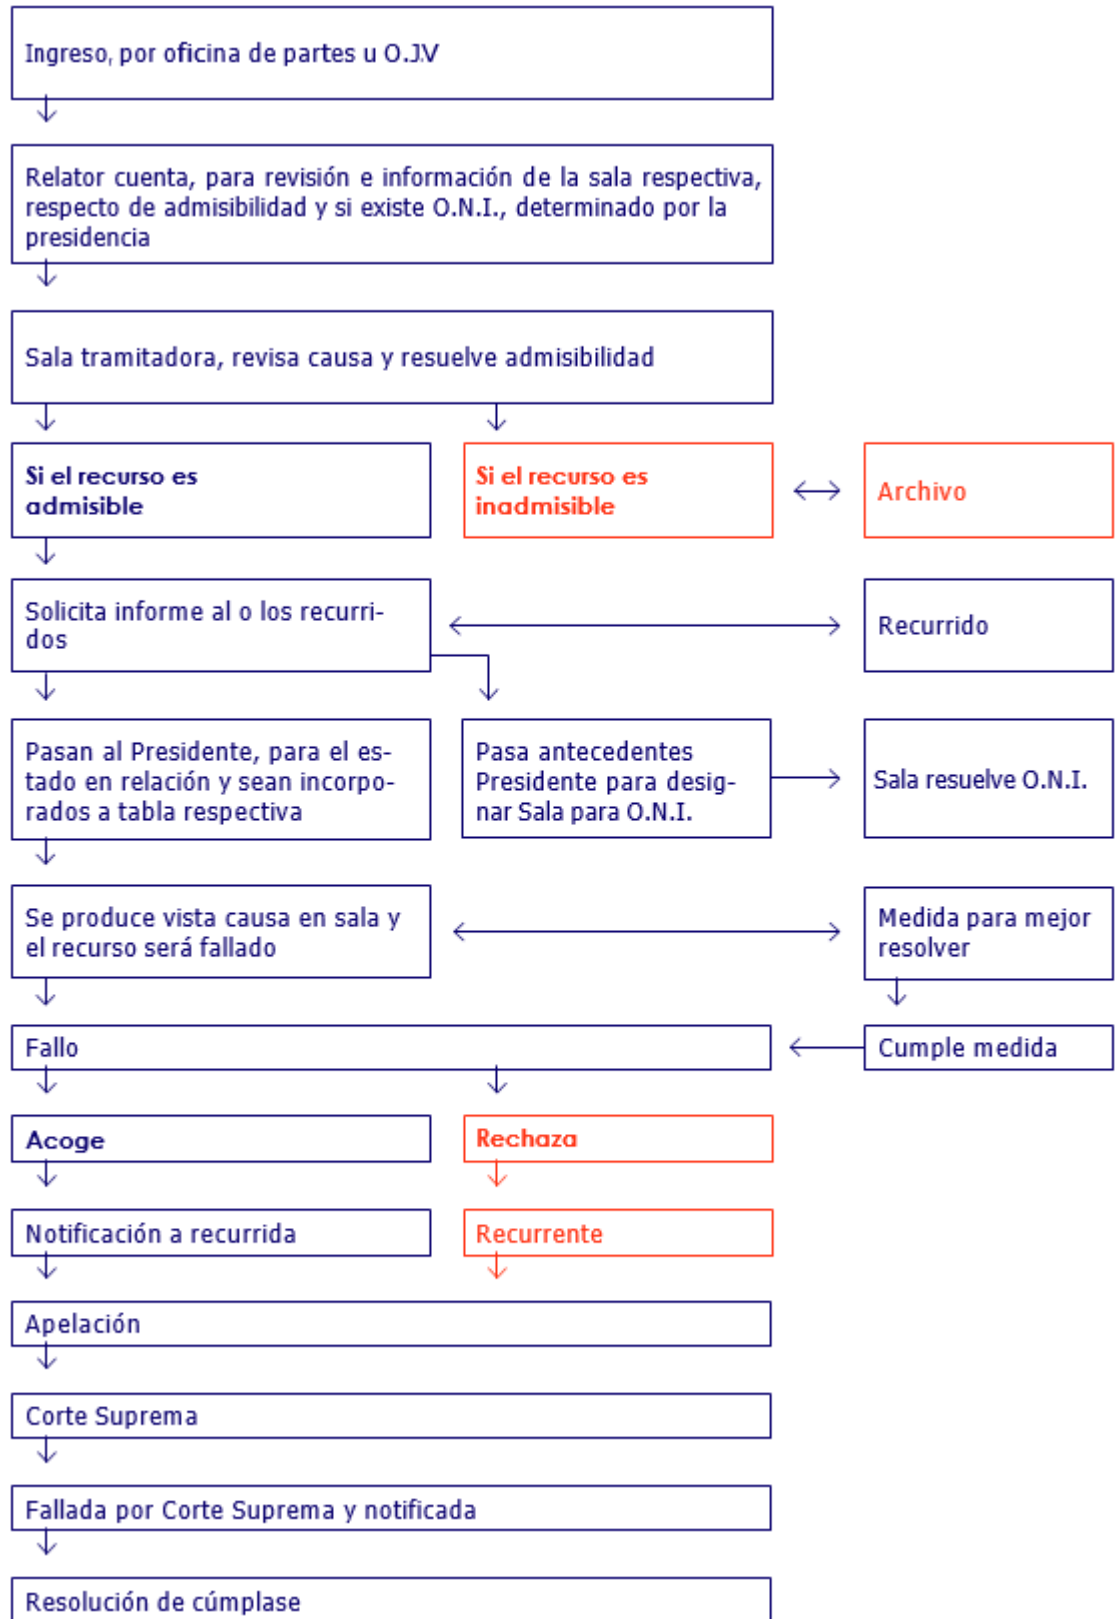 Ingreso, por oficina de partes u O.J.V
Relator cuenta, para revisión e información de la sala respectiva,
respecto de admisibilidad y si existe O.N.I., determinado por la
presidencia
Sala tramitadora, revisa causa y resuelve admisibilidad
Si el recurso es
admisible
Si el recurso es
inadmisible
Archivo
Solicita informe al o los recurri-
dos
Recurrido
Pasan al Presidente, para el es-
tado en relación y sean incorpo-
rados a tabla respectiva
Pasa antecedentes
Presidente para desig-
nar Sala para O.N.I.
Sala resuelve O.N.I.
Se produce vista causa en sala y
el recurso será fallado
Medida para mejor
resolver
Fallo
Cumple medida
Acoge
Rechaza
Notificación a recurrida
Recurrente
Apelación
Corte Suprema
Fallada por Corte Suprema y notificada
Resolución de cúmplase